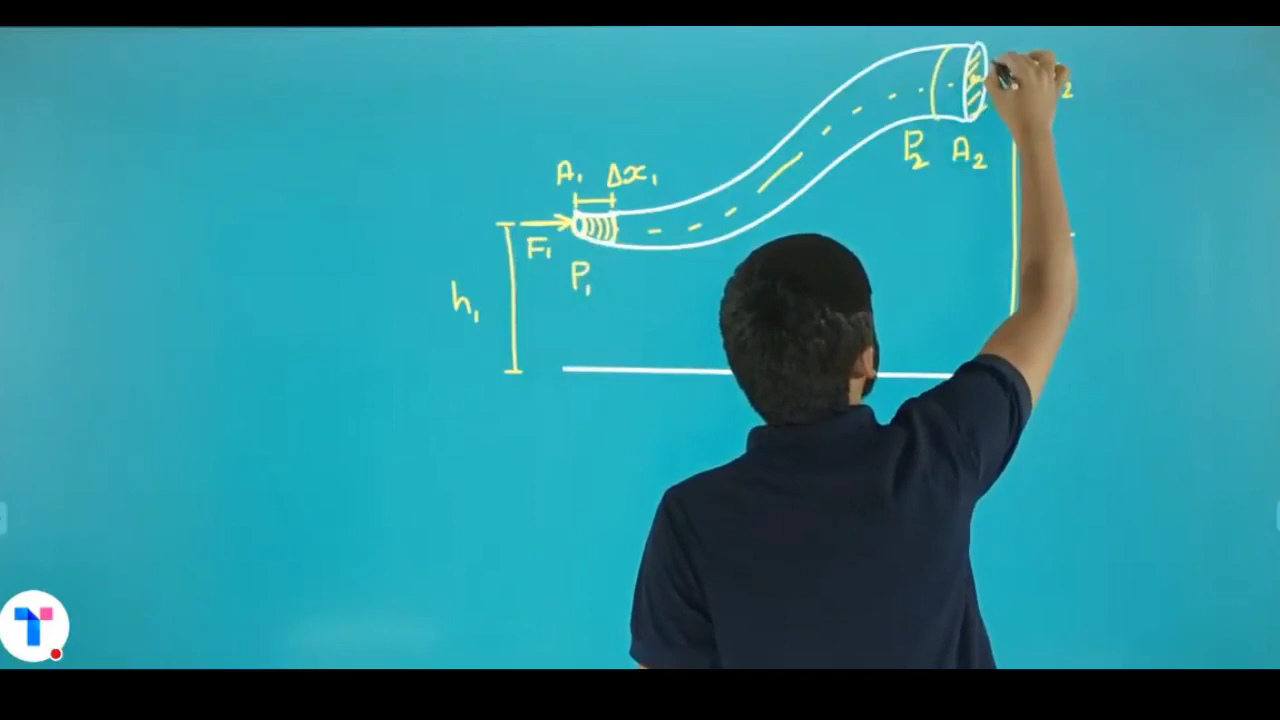 P₂ A₂
A₁ Δx₁
F₁
P₁
h₁